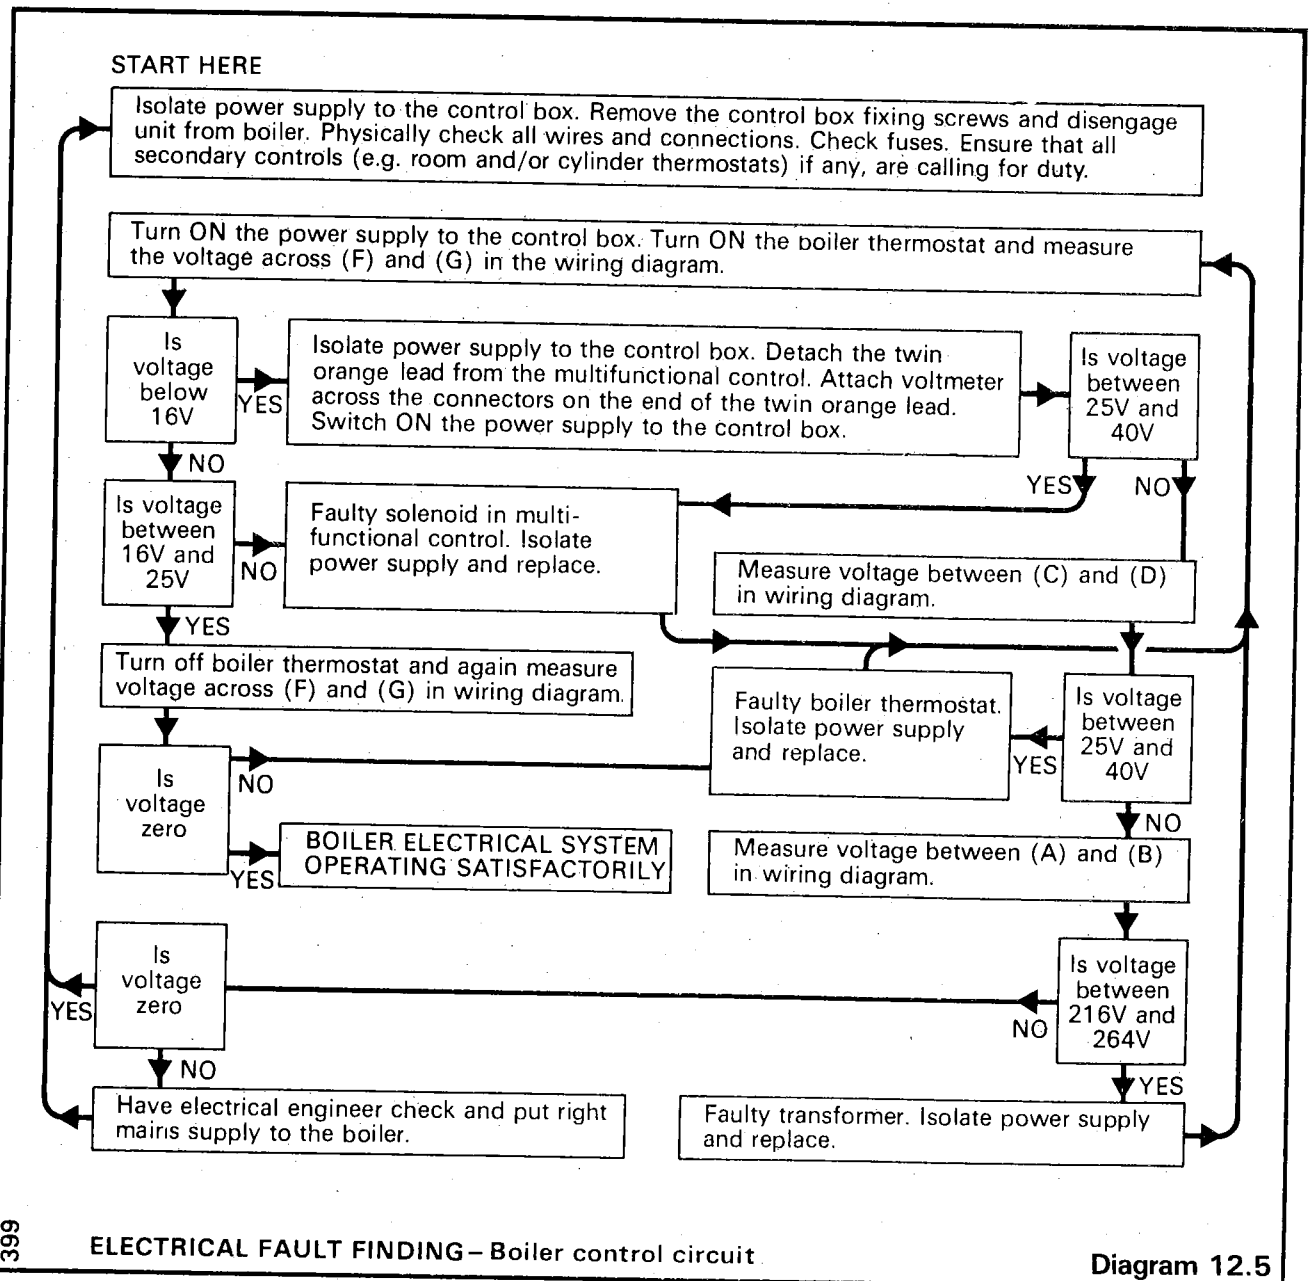 START HERE
Isolate power supply to the control box. Remove the control box fixing screws and disengage
unit from boiler. Physically check all wires and connections. Check fuses. Ensure that all
secondary controls (e.g. room and/or cylinder thermostats) if any, are calling for duty.
Turn ON the power supply to the control box. Turn ON the boiler thermostat and measure
the voltage across (F) and (G) in the wiring diagram.
Is
voltage
below
16V
YES
Isolate power supply to the control box. Detach the twin
orange lead from the multifunctional control. Attach voltmeter
across the connectors on the end of the twin orange lead.
Switch ON the power supply to the control box.
Is voltage
between
25V and
40V
NO
YES
NO
Is voltage
between
16V and
25V
NO
Faulty solenoid in multi-
functional control. Isolate
power supply and replace.
Measure voltage between (C) and (D)
in wiring diagram.
YES
Turn off boiler thermostat and again measure
voltage across (F) and (G) in wiring diagram.
Faulty boiler thermostat.
Isolate power supply
and replace.
YES
Is voltage
between
25V and
40V
Is
voltage
zero
NO
YES
BOILER ELECTRICAL SYSTEM
OPERATING SATISFACTORILY
NO
Measure voltage between (A) and (B)
in wiring diagram.
Is
voltage
zero
YES
NO
Is voltage
between
216V and
264V
NO
YES
Have electrical engineer check and put right
mains supply to the boiler.
Faulty transformer. Isolate power supply
and replace.
399
ELECTRICAL FAULT FINDING – Boiler control circuit
Diagram 12.5